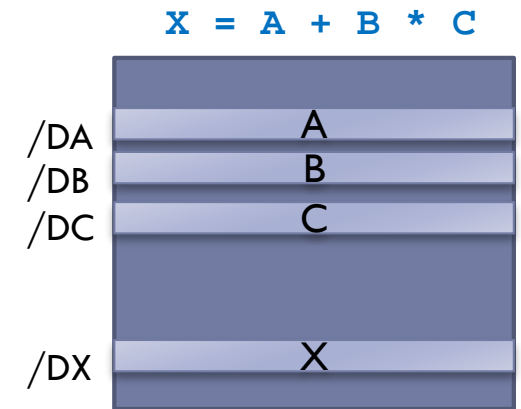 X = A + B * C
/DA A
/DB B
/DC C
/DX X